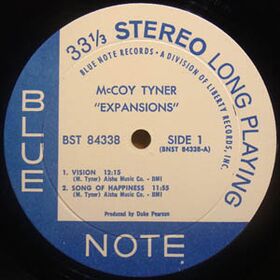 33 1/3 STEREO LONG PLAYING
BLUE NOTE RECORDS • A DIVISION OF LIBERTY RECORDS, INC.
McCOY TYNER
"EXPANSIONS"
BST 84338 SIDE 1
(BNST 84338-A)
1. VISION 12:15
(M. Tyner) Aisha Music Co. - BMI
2. SONG OF HAPPINESS 11:55
(M. Tyner) Aisha Music Co. - BMI
Produced by Duke Pearson
BLUE
NOTE